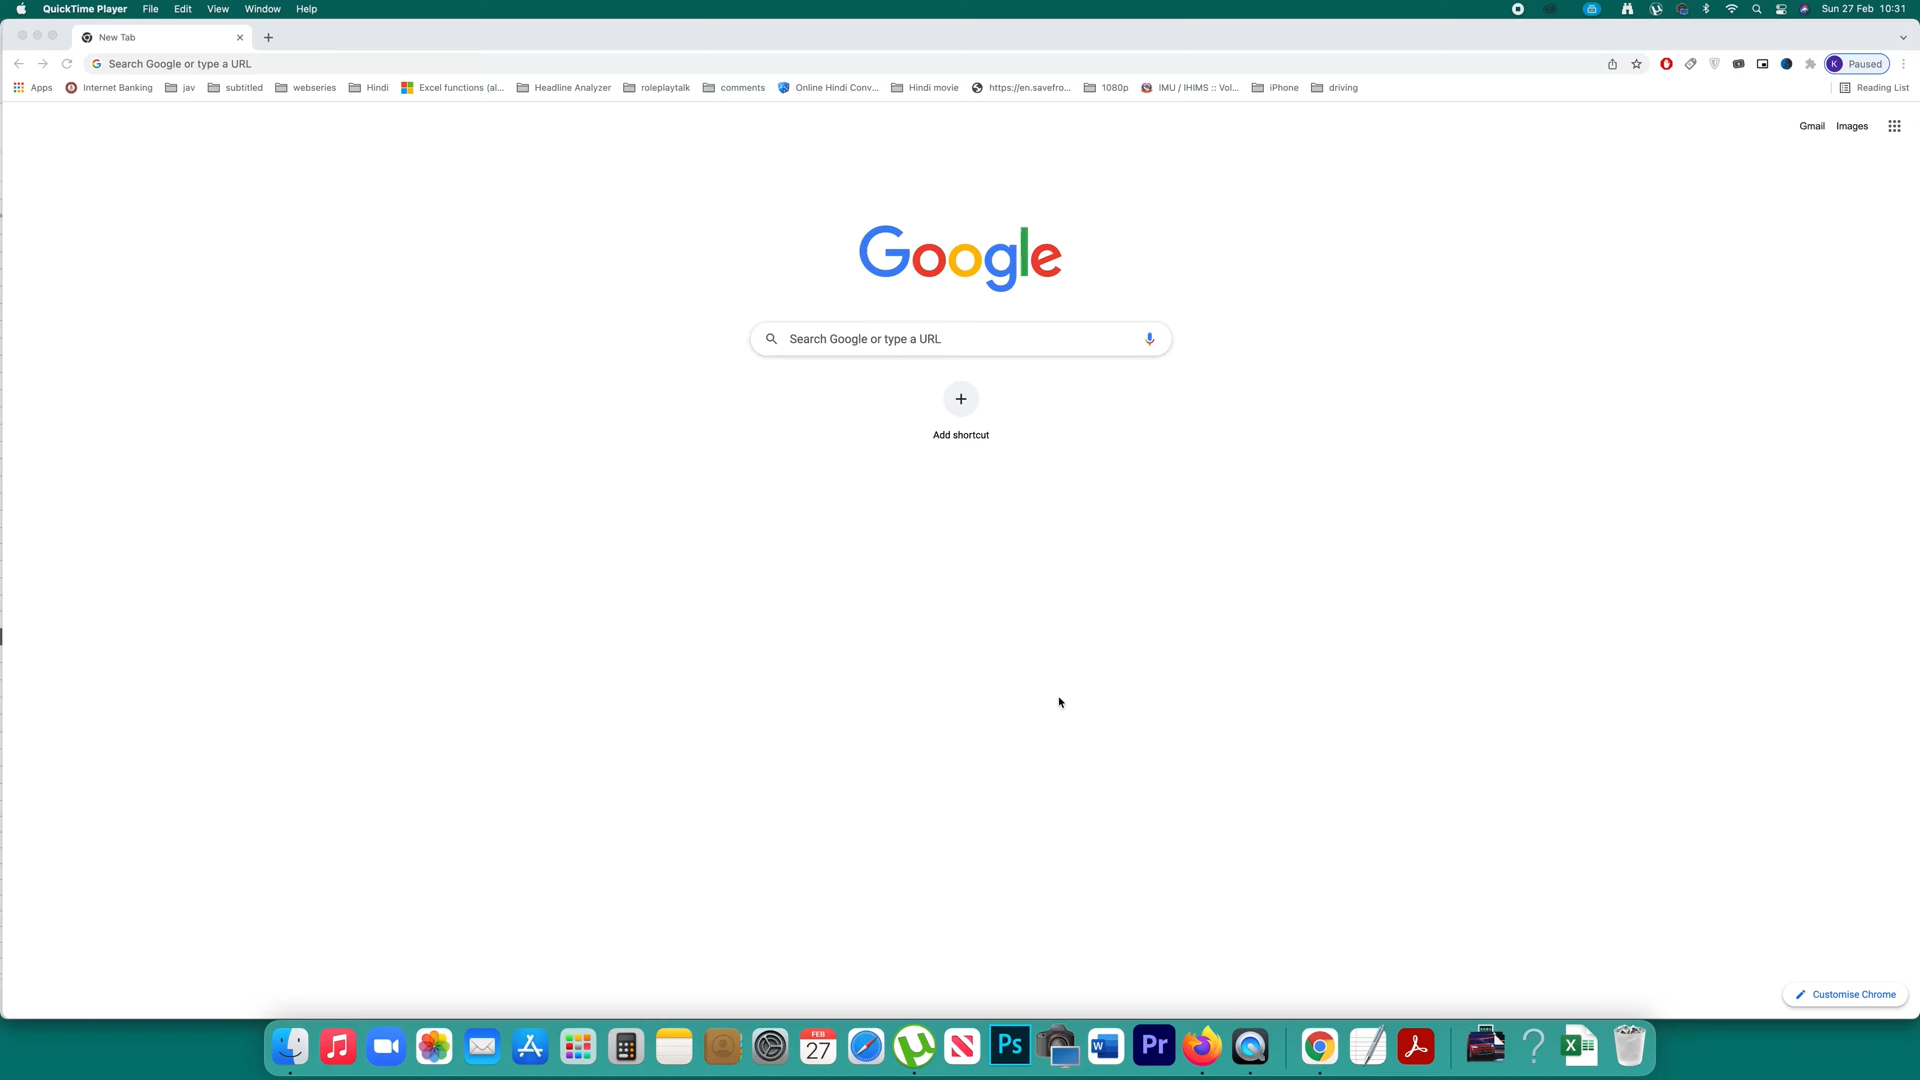 QuickTime Player File Edit View Window Help Sun 27 Feb 10:31
New Tab
Search Google or type a URL K Paused
Apps Internet Banking jav subtitled webseries Hindi Excel functions (al... Headline Analyzer roleplaytalk comments Online Hindi Conv... Hindi movie https://en.savefro... 1080p IMU / IHIMS :: Vol... iPhone driving Reading List
Gmail Images
Google
Search Google or type a URL
Add shortcut
Customise Chrome
FEB
27
Ps
W
Pr
X